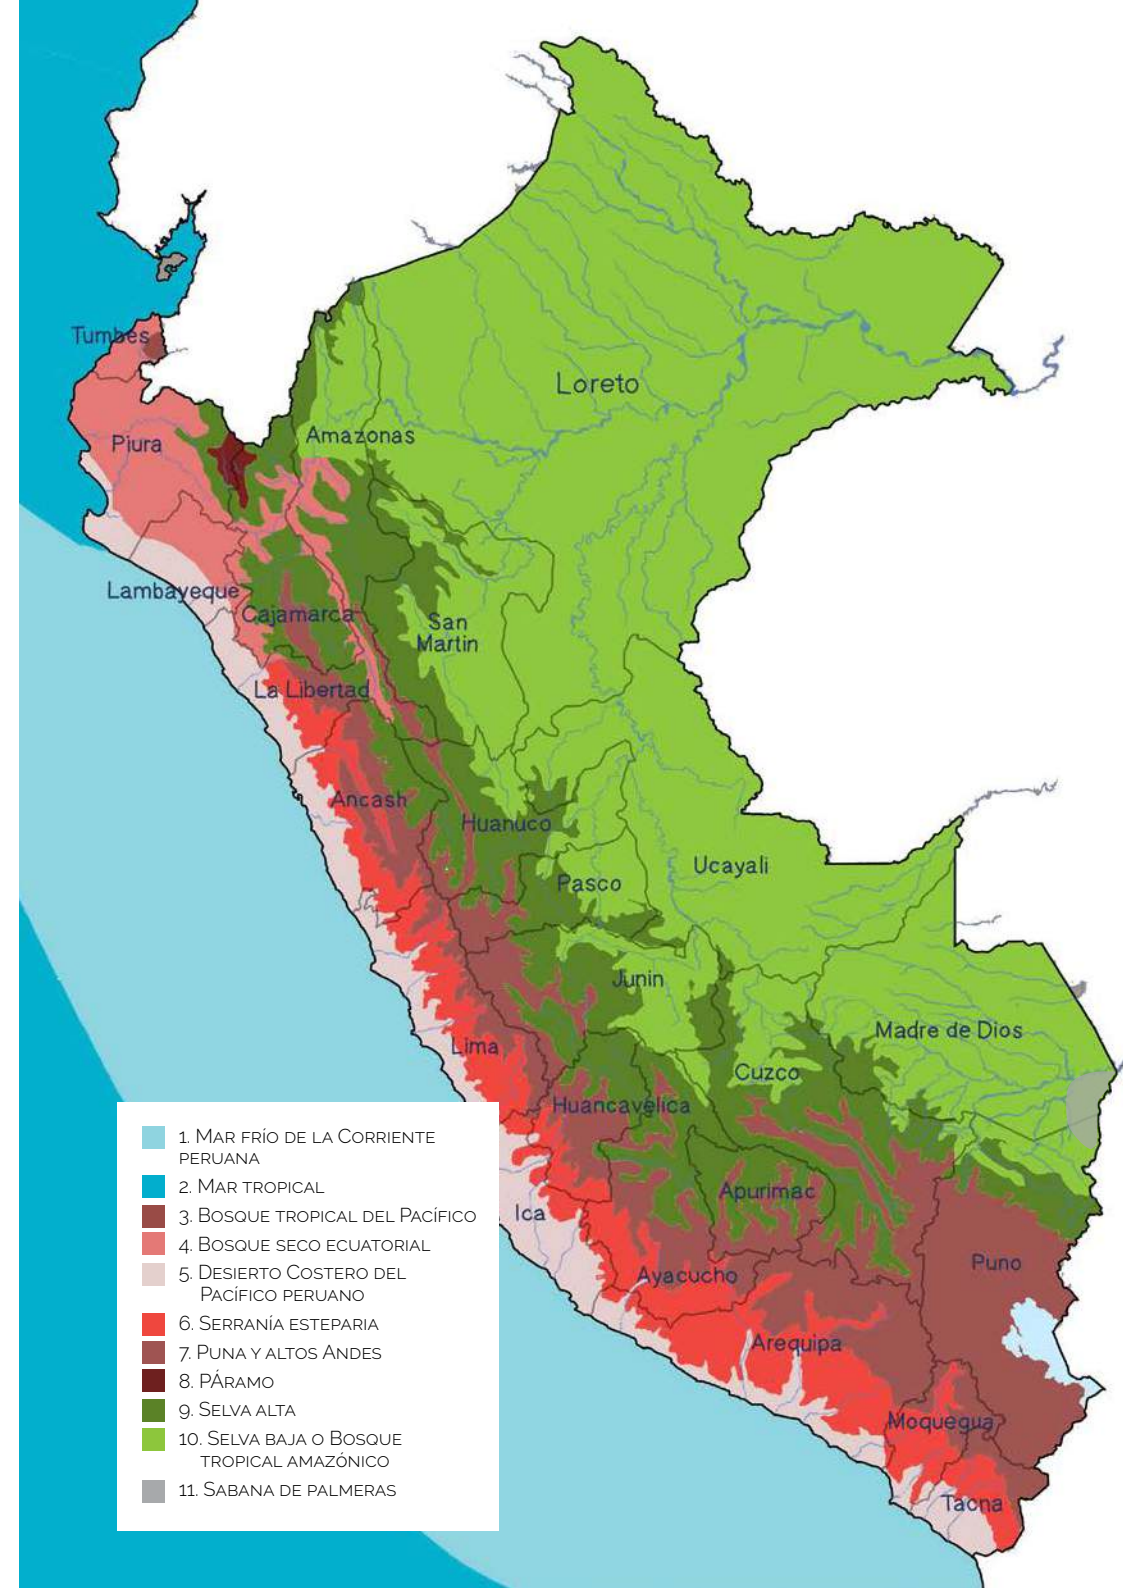 Tumbes
Loreto
Piura
Amazonas
Lambayeque
Cajamarca
San
Martin
La Libertad
Ancash
Huanuco
Ucayali
Pasco
Junin
Madre de Dios
Lima
Cuzco
Huancavelica
Apurimac
Ica
Puno
Ayacucho
Arequipa
Moquegua
Tacna
1. Mar frío de la Corriente
peruana
2. Mar tropical
3. Bosque tropical del Pacífico
4. Bosque seco ecuatorial
5. Desierto Costero del
Pacífico peruano
6. Serranía esteparia
7. Puna y altos Andes
8. PÁramo
9. Selva alta
10. Selva baja o Bosque
tropical amazónico
11. Sabana de palmeras